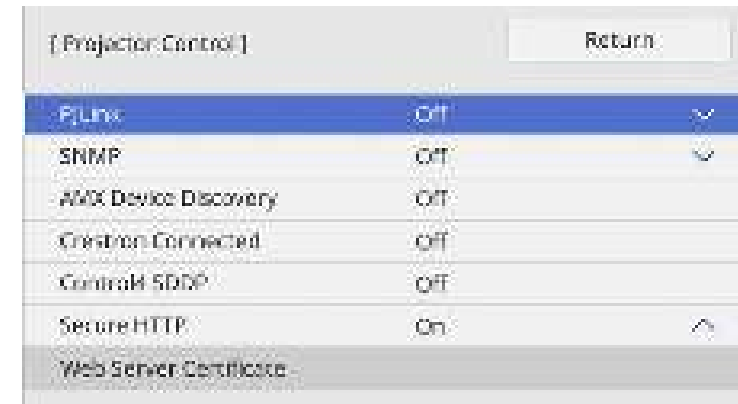 [Projector Control]
Return
PJLink Off
SNMP Off
AMX Device Discovery Off
Crestron Connected Off
Control4 SDDP Off
Secure HTTP On
Web Server Certificate